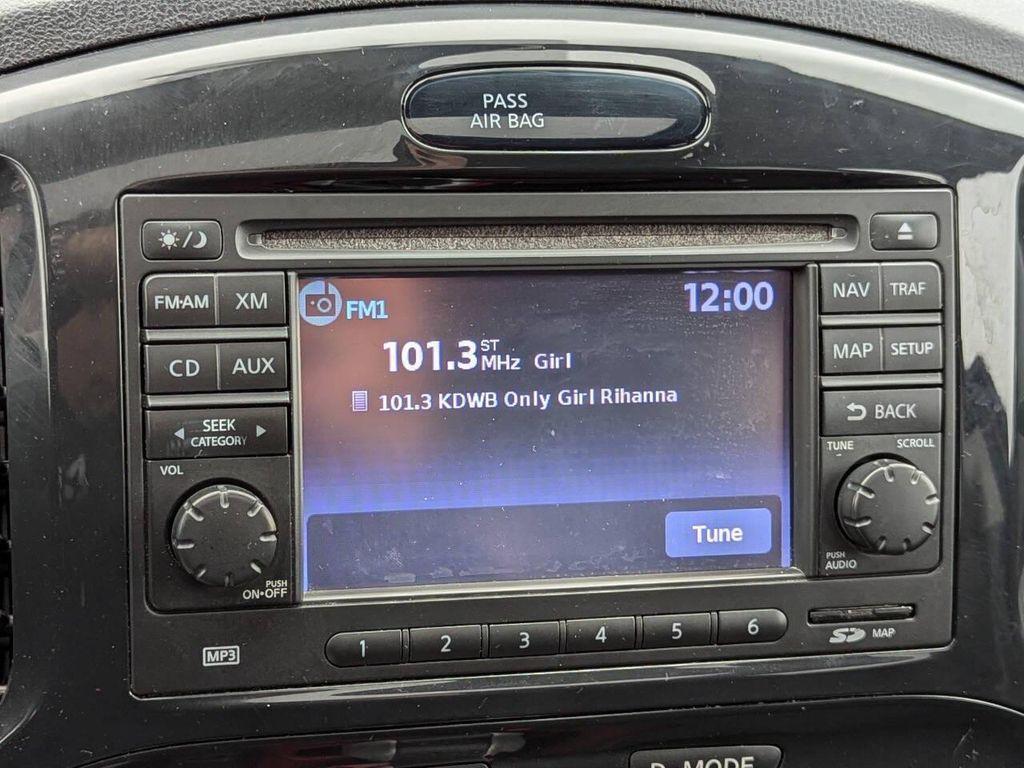 PASS
AIR BAG
FM·AM
XM
CD
AUX
SEEK
CATEGORY
VOL
PUSH
ON•OFF
MP3
FM1
12:00
101.3 ST MHz Girl
101.3 KDWB Only Girl Rihanna
Tune
NAV
TRAF
MAP
SETUP
BACK
TUNE
SCROLL
PUSH
AUDIO
1
2
3
4
5
6
SD
MAP
D-MODE